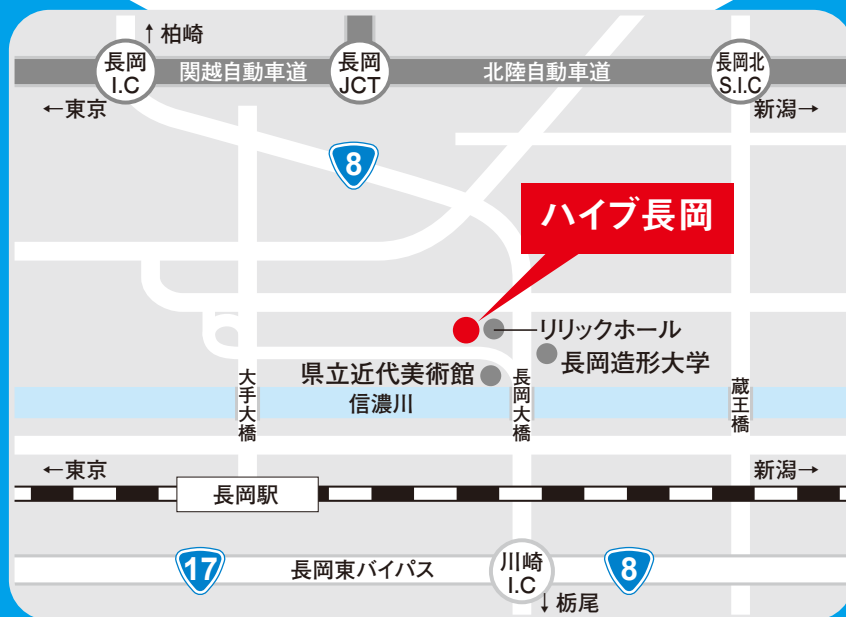 ↑柏崎
長岡
I.C
関越自動車道
長岡
JCT
北陸自動車道
長岡北
S.I.C
←東京
新潟→
8
ハイブ長岡
リリックホール
長岡造形大学
県立近代美術館
信濃川
大手大橋
長岡大橋
蔵王橋
←東京
新潟→
長岡駅
17
長岡東バイパス
川崎
I.C
8
↓栃尾